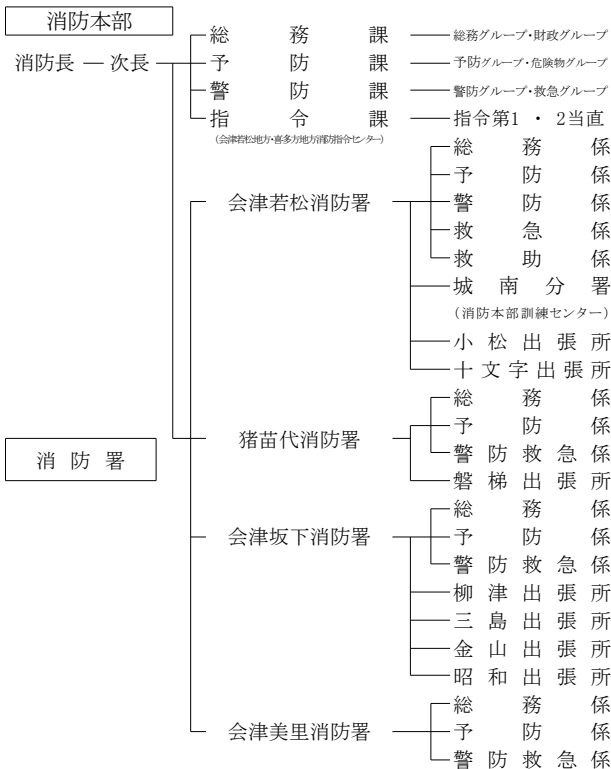 消防本部
消防長 ― 次長
総務課 総務グループ・財政グループ
予防課 予防グループ・危険物グループ
警防課 警防グループ・救急グループ
指令課 指令第1・2当直
(会津若松地方・喜多方地方消防指令センター)
消防署
会津若松消防署
総務係
予防係
警防係
救急係
救助係
城南分署
(消防本部訓練センター)
小松出張所
十文字出張所
猪苗代消防署
総務係
予防係
警防救急係
磐梯出張所
会津坂下消防署
総務係
予防係
警防救急係
柳津出張所
三島出張所
金山出張所
昭和出張所
会津美里消防署
総務係
予防係
警防救急係